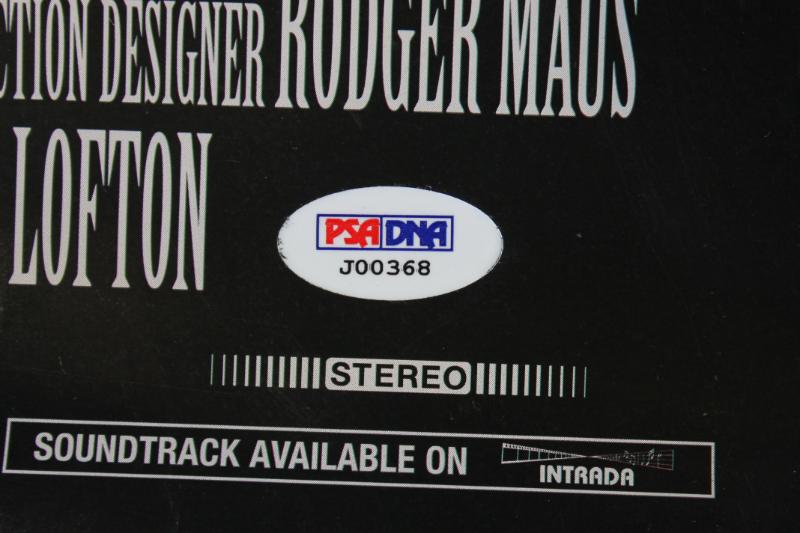 CTION DESIGNER RODGER MAUS
LOFTON
PSA DNA
J00368
STEREO
SOUNDTRACK AVAILABLE ON
INTRADA